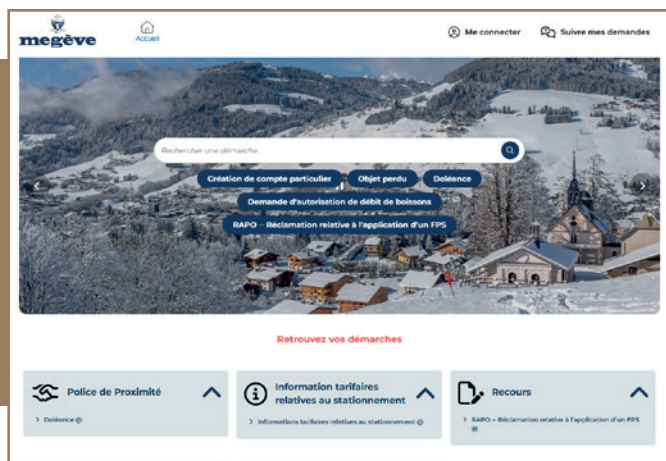 megève
Accueil
Me connecter
Suivre mes demandes
Rechercher une démarche
Création de compte particulier
Objet perdu
Doléance
Demande d'autorisation de débit de boissons
RAPO – Réclamation relative à l'application d'un FPS
Retrouvez vos démarches
Police de Proximité
> Doléance @
Information tarifaires
relatives au stationnement
> Informations tarifaires relatives au stationnement @
Recours
> RAPO – Réclamation relative à l'application d'un FPS
@